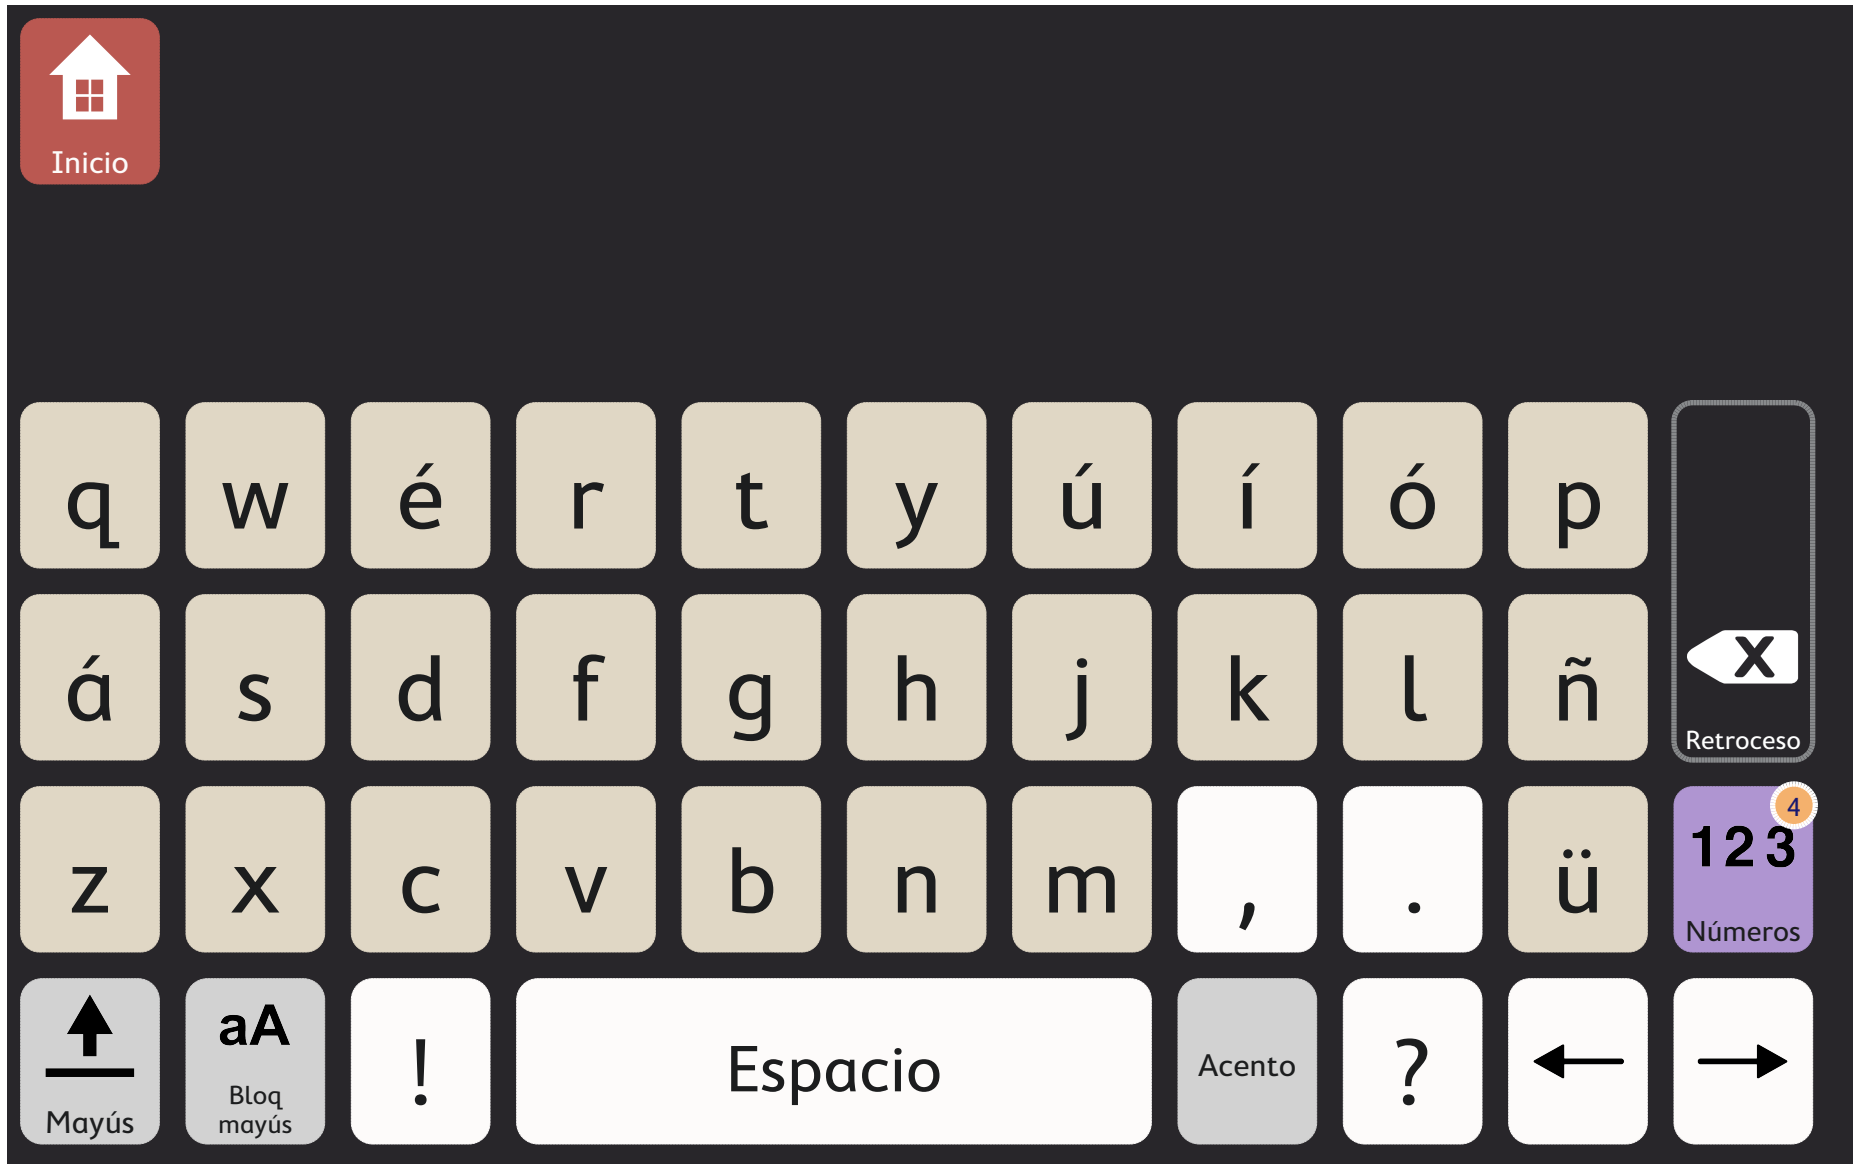 Inicio
q w é r t y ú í ó p
á s d f g h j k l ñ
X
Retroceso
z x c v b n m , . ü
4
123
Números
Mayús
aA
Bloq
mayús
!
Espacio
Acento
?
← →